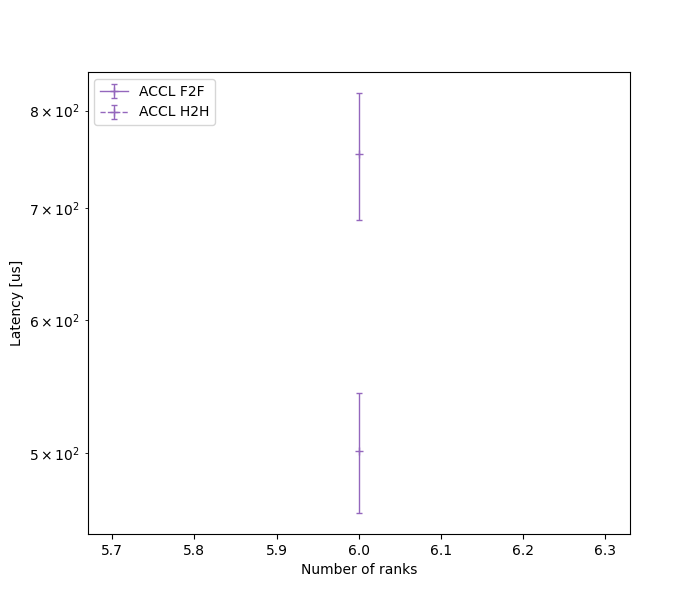 ACCL F2F
ACCL H2H
8 × 10²
7 × 10²
6 × 10²
5 × 10²
Latency [us]
5.7 5.8 5.9 6.0 6.1 6.2 6.3
Number of ranks